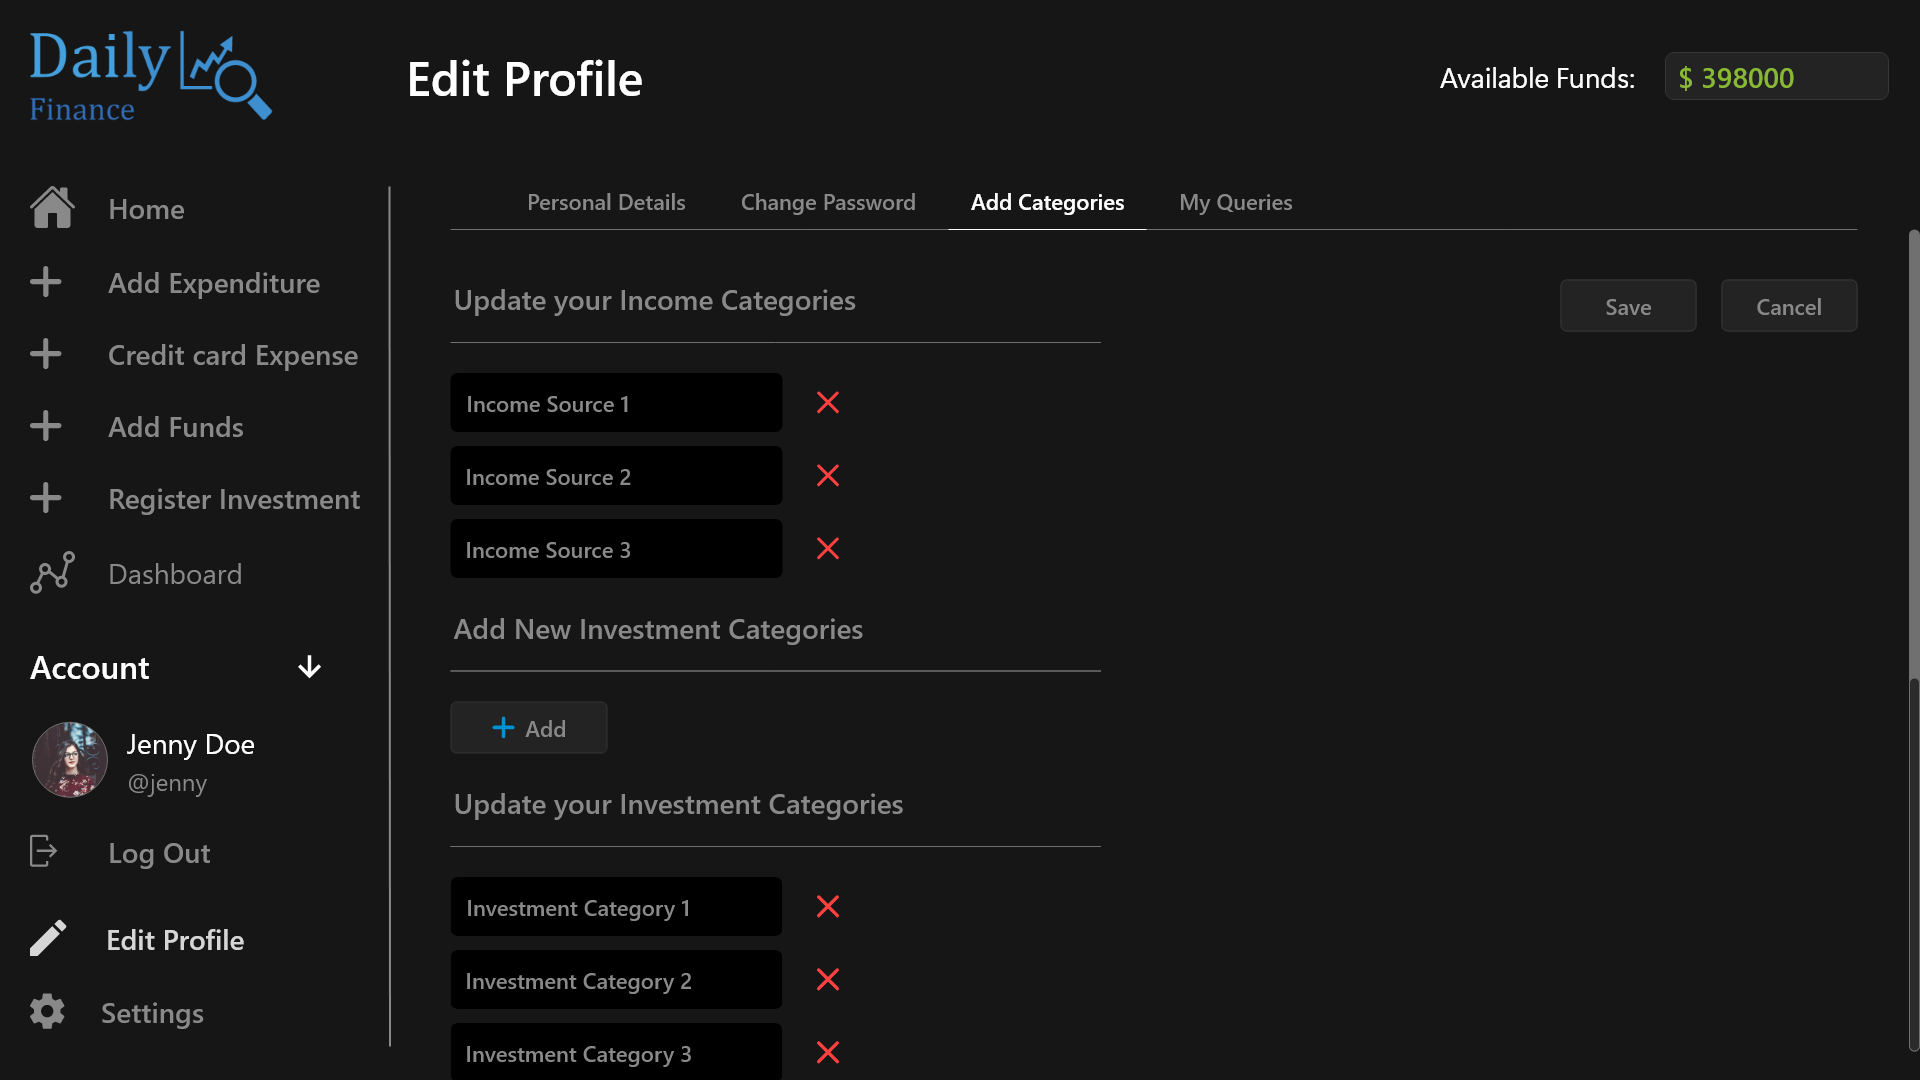 Daily
Finance
Edit Profile
Available Funds:
$ 398000
Home
Add Expenditure
Credit card Expense
Add Funds
Register Investment
Dashboard
Account
Jenny Doe
@jenny
Log Out
Edit Profile
Settings
Personal Details
Change Password
Add Categories
My Queries
Update your Income Categories
Save
Cancel
Income Source 1
Income Source 2
Income Source 3
Add New Investment Categories
Add
Update your Investment Categories
Investment Category 1
Investment Category 2
Investment Category 3